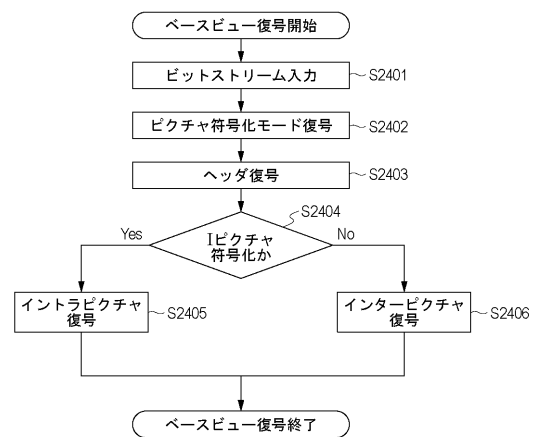 ベースビュー復号開始
ビットストリーム入力
S2401
ピクチャ符号化モード復号
S2402
ヘッダ復号
S2403
S2404
Yes
Iピクチャ
符号化か
No
イントラピクチャ
復号
S2405
インターピクチャ
復号
S2406
ベースビュー復号終了